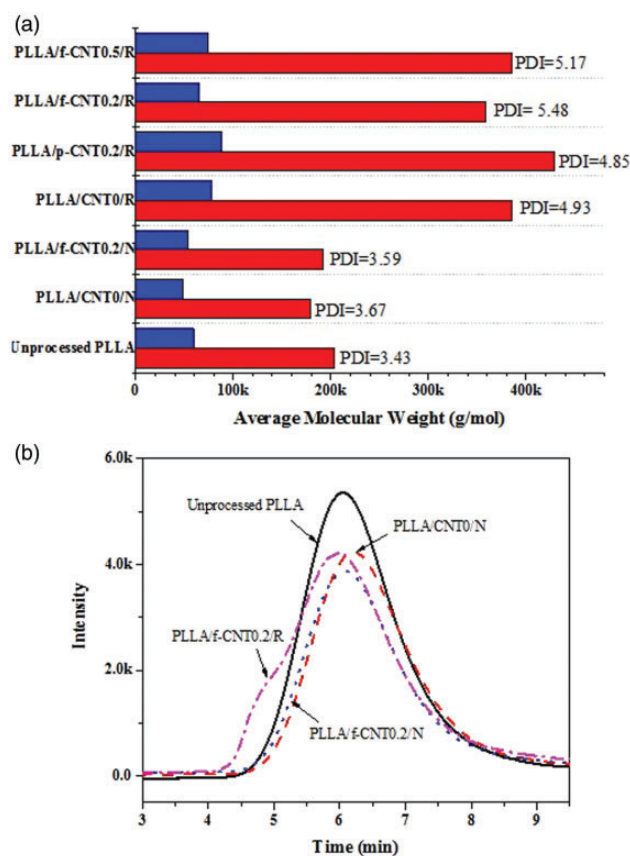 (a)
PLLA/f-CNT0.5/R
PDI=5.17
PLLA/f-CNT0.2/R
PDI= 5.48
PLLA/p-CNT0.2/R
PDI=4.85
PLLA/CNT0/R
PDI=4.93
PLLA/f-CNT0.2/N
PDI=3.59
PLLA/CNT0/N
PDI=3.67
Unprocessed PLLA
PDI=3.43
0 100k 200k 300k 400k
Average Molecular Weight (g/mol)
(b)
6.0k
Unprocessed PLLA
PLLA/CNT0/N
4.0k
Intensity
PLLA/f-CNT0.2/R
2.0k
PLLA/f-CNT0.2/N
0.0
3 4 5 6 7 8 9
Time (min)